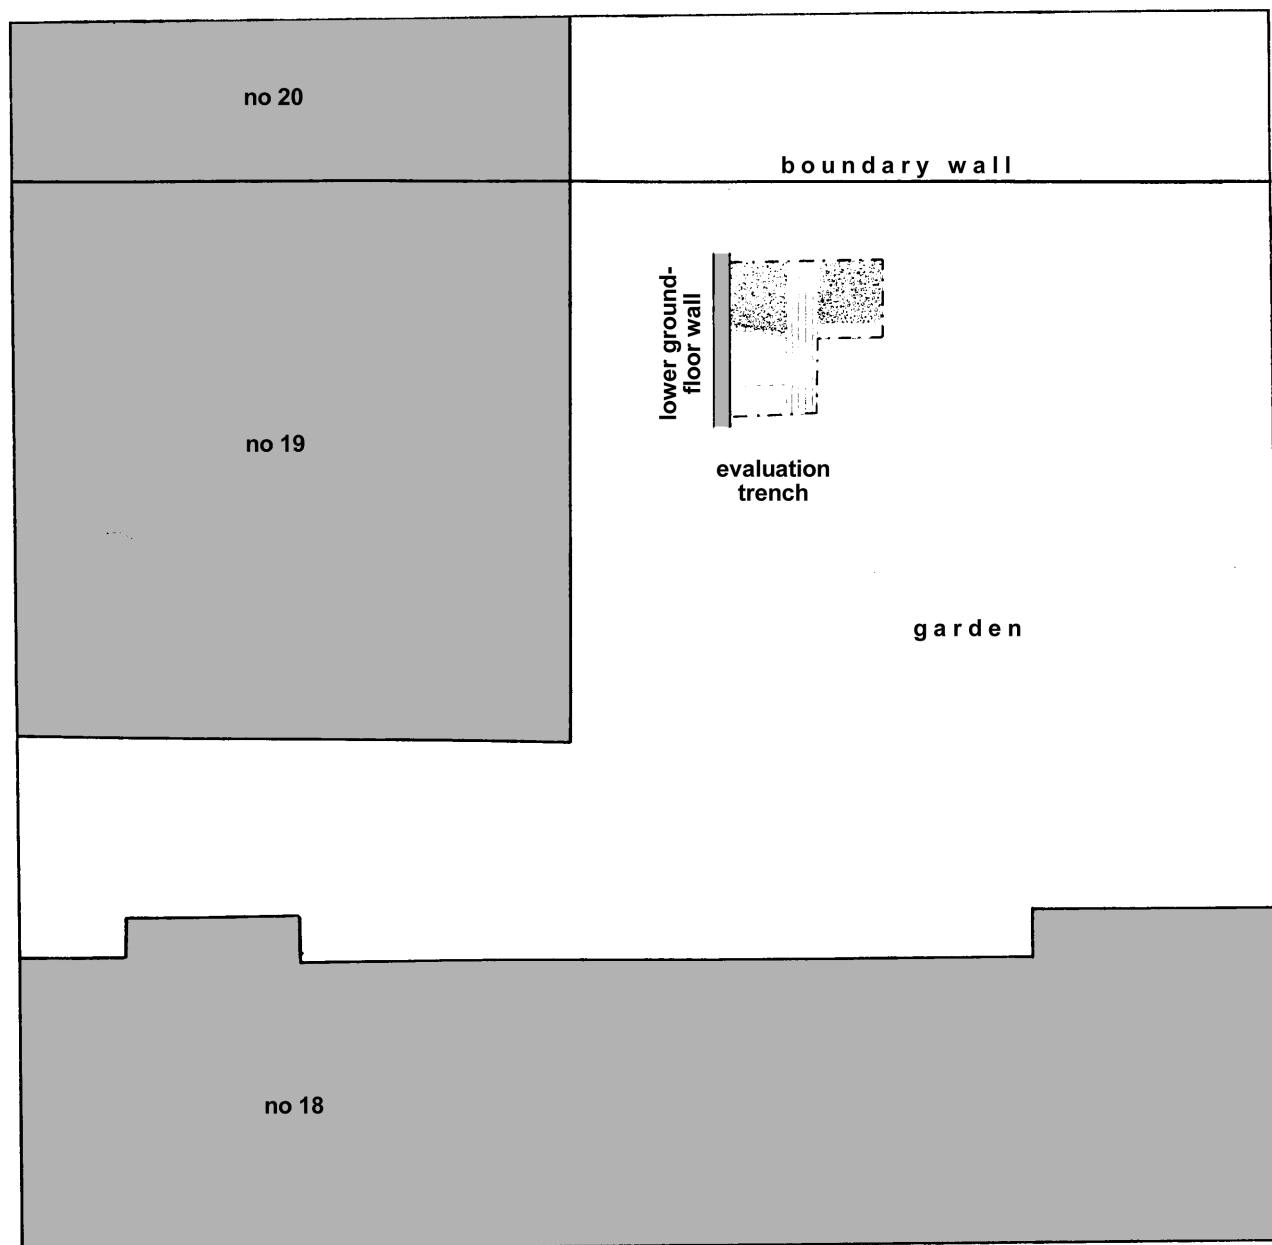 no 20
boundary wall
lower ground-
floor wall
no 19
evaluation
trench
garden
no 18